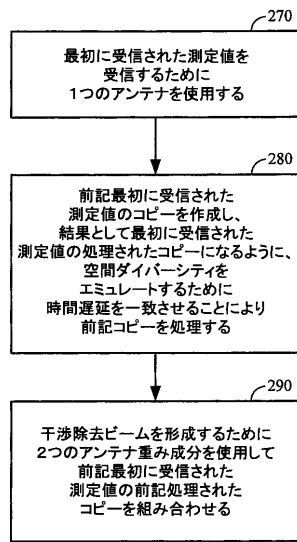 270
最初に受信された測定値を
受信するために
1つのアンテナを使用する
280
前記最初に受信された
測定値のコピーを作成し、
結果として最初に受信された
測定値の処理されたコピーになるように、
空間ダイバーシティを
エミュレートするために
時間遅延を一致させることにより
前記コピーを処理する
290
干渉除去ビームを形成するために
2つのアンテナ重み成分を使用して
前記最初に受信された
測定値の前記処理された
コピーを組み合わせる